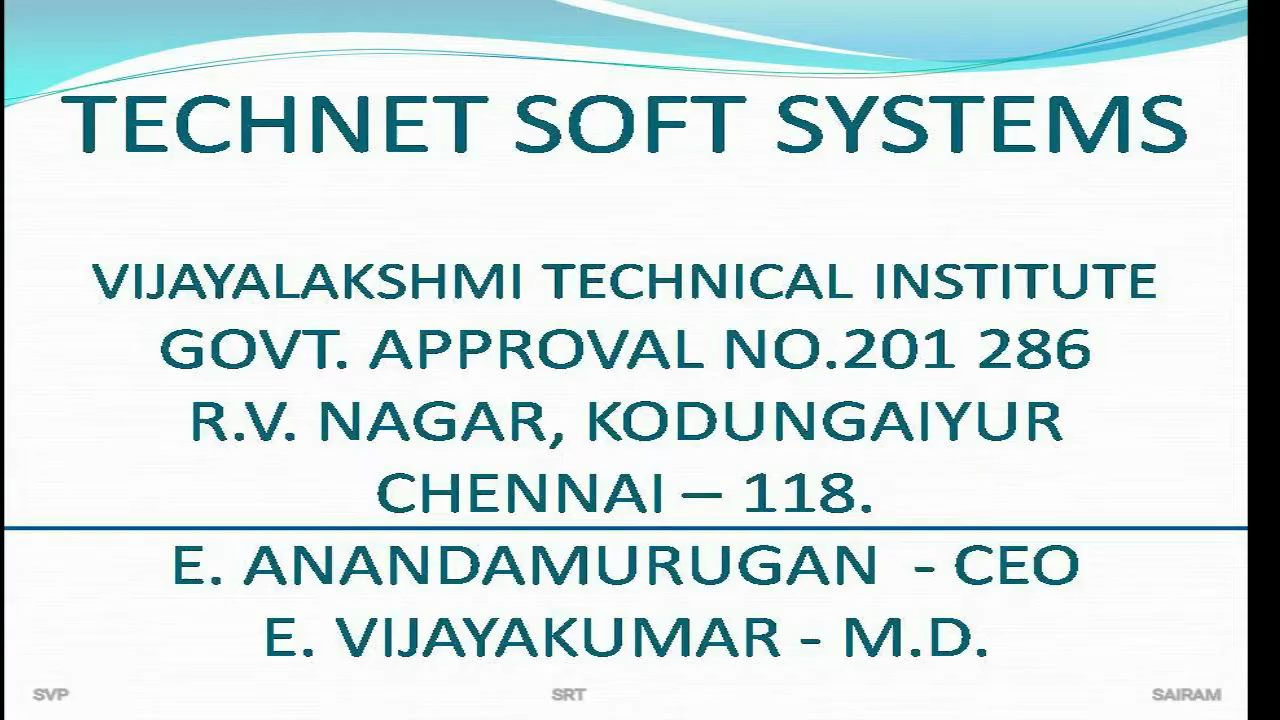 TECHNET SOFT SYSTEMS
VIJAYALAKSHMI TECHNICAL INSTITUTE
GOVT. APPROVAL NO.201 286
R.V. NAGAR, KODUNGAIYUR
CHENNAI – 118.
E. ANANDAMURUGAN - CEO
E. VIJAYAKUMAR - M.D.
SVP SRT SAIRAM